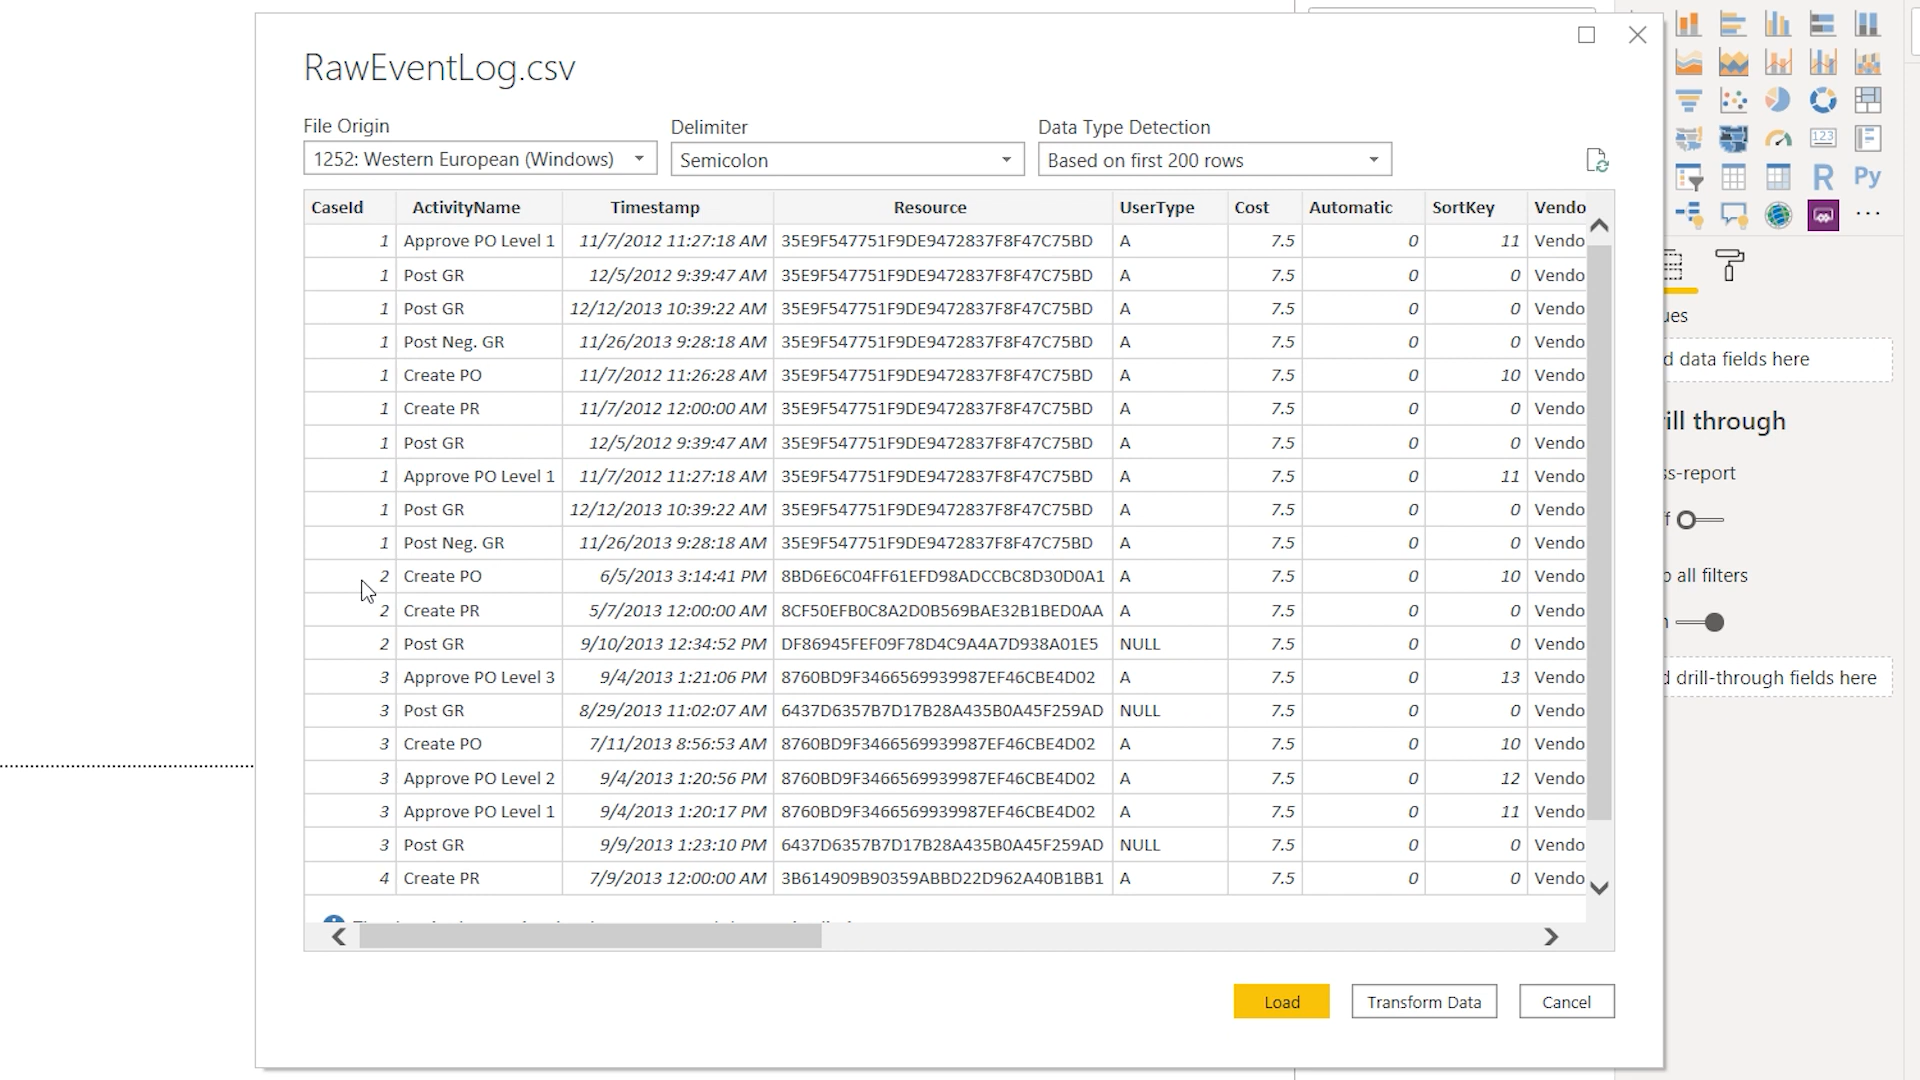 RawEventLog.csv
File Origin
Delimiter
Data Type Detection
1252: Western European (Windows)
Semicolon
Based on first 200 rows
CaseId ActivityName Timestamp Resource UserType Cost Automatic SortKey Vendo
1 Approve PO Level 1 11/7/2012 11:27:18 AM 35E9F547751F9DE9472837F8F47C75BD A 7.5 0 11 Vendo
1 Post GR 12/5/2012 9:39:47 AM 35E9F547751F9DE9472837F8F47C75BD A 7.5 0 0 Vendo
1 Post GR 12/12/2013 10:39:22 AM 35E9F547751F9DE9472837F8F47C75BD A 7.5 0 0 Vendo
1 Post Neg. GR 11/26/2013 9:28:18 AM 35E9F547751F9DE9472837F8F47C75BD A 7.5 0 0 Vendo
1 Create PO 11/7/2012 11:26:28 AM 35E9F547751F9DE9472837F8F47C75BD A 7.5 0 10 Vendo
1 Create PR 11/7/2012 12:00:00 AM 35E9F547751F9DE9472837F8F47C75BD A 7.5 0 0 Vendo
1 Post GR 12/5/2012 9:39:47 AM 35E9F547751F9DE9472837F8F47C75BD A 7.5 0 0 Vendo
1 Approve PO Level 1 11/7/2012 11:27:18 AM 35E9F547751F9DE9472837F8F47C75BD A 7.5 0 11 Vendo
1 Post GR 12/12/2013 10:39:22 AM 35E9F547751F9DE9472837F8F47C75BD A 7.5 0 0 Vendo
1 Post Neg. GR 11/26/2013 9:28:18 AM 35E9F547751F9DE9472837F8F47C75BD A 7.5 0 0 Vendo
2 Create PO 6/5/2013 3:14:41 PM 8BD6E6C04FF61EFD98ADCCBC8D30D0A1 A 7.5 0 10 Vendo
2 Create PR 5/7/2013 12:00:00 AM 8CF50EFB0C8A2D0B569BAE32B1BED0AA A 7.5 0 0 Vendo
2 Post GR 9/10/2013 12:34:52 PM DF86945FEF09F78D4C9A4A7D938A01E5 NULL 7.5 0 0 Vendo
3 Approve PO Level 3 9/4/2013 1:21:06 PM 8760BD9F3466569939987EF46CBE4D02 A 7.5 0 13 Vendo
3 Post GR 8/29/2013 11:02:07 AM 6437D6357B7D17B28A435B0A45F259AD NULL 7.5 0 0 Vendo
3 Create PO 7/11/2013 8:56:53 AM 8760BD9F3466569939987EF46CBE4D02 A 7.5 0 10 Vendo
3 Approve PO Level 2 9/4/2013 1:20:56 PM 8760BD9F3466569939987EF46CBE4D02 A 7.5 0 12 Vendo
3 Approve PO Level 1 9/4/2013 1:20:17 PM 8760BD9F3466569939987EF46CBE4D02 A 7.5 0 11 Vendo
3 Post GR 9/9/2013 1:23:10 PM 6437D6357B7D17B28A435B0A45F259AD NULL 7.5 0 0 Vendo
4 Create PR 7/9/2013 12:00:00 AM 3B614909B90359ABBD22D962A40B1BB1 A 7.5 0 0 Vendo
Load
Transform Data
Cancel
123
R Py
ues
d data fields here
ill through
ss-report
f
all filters
n
d drill-through fields here